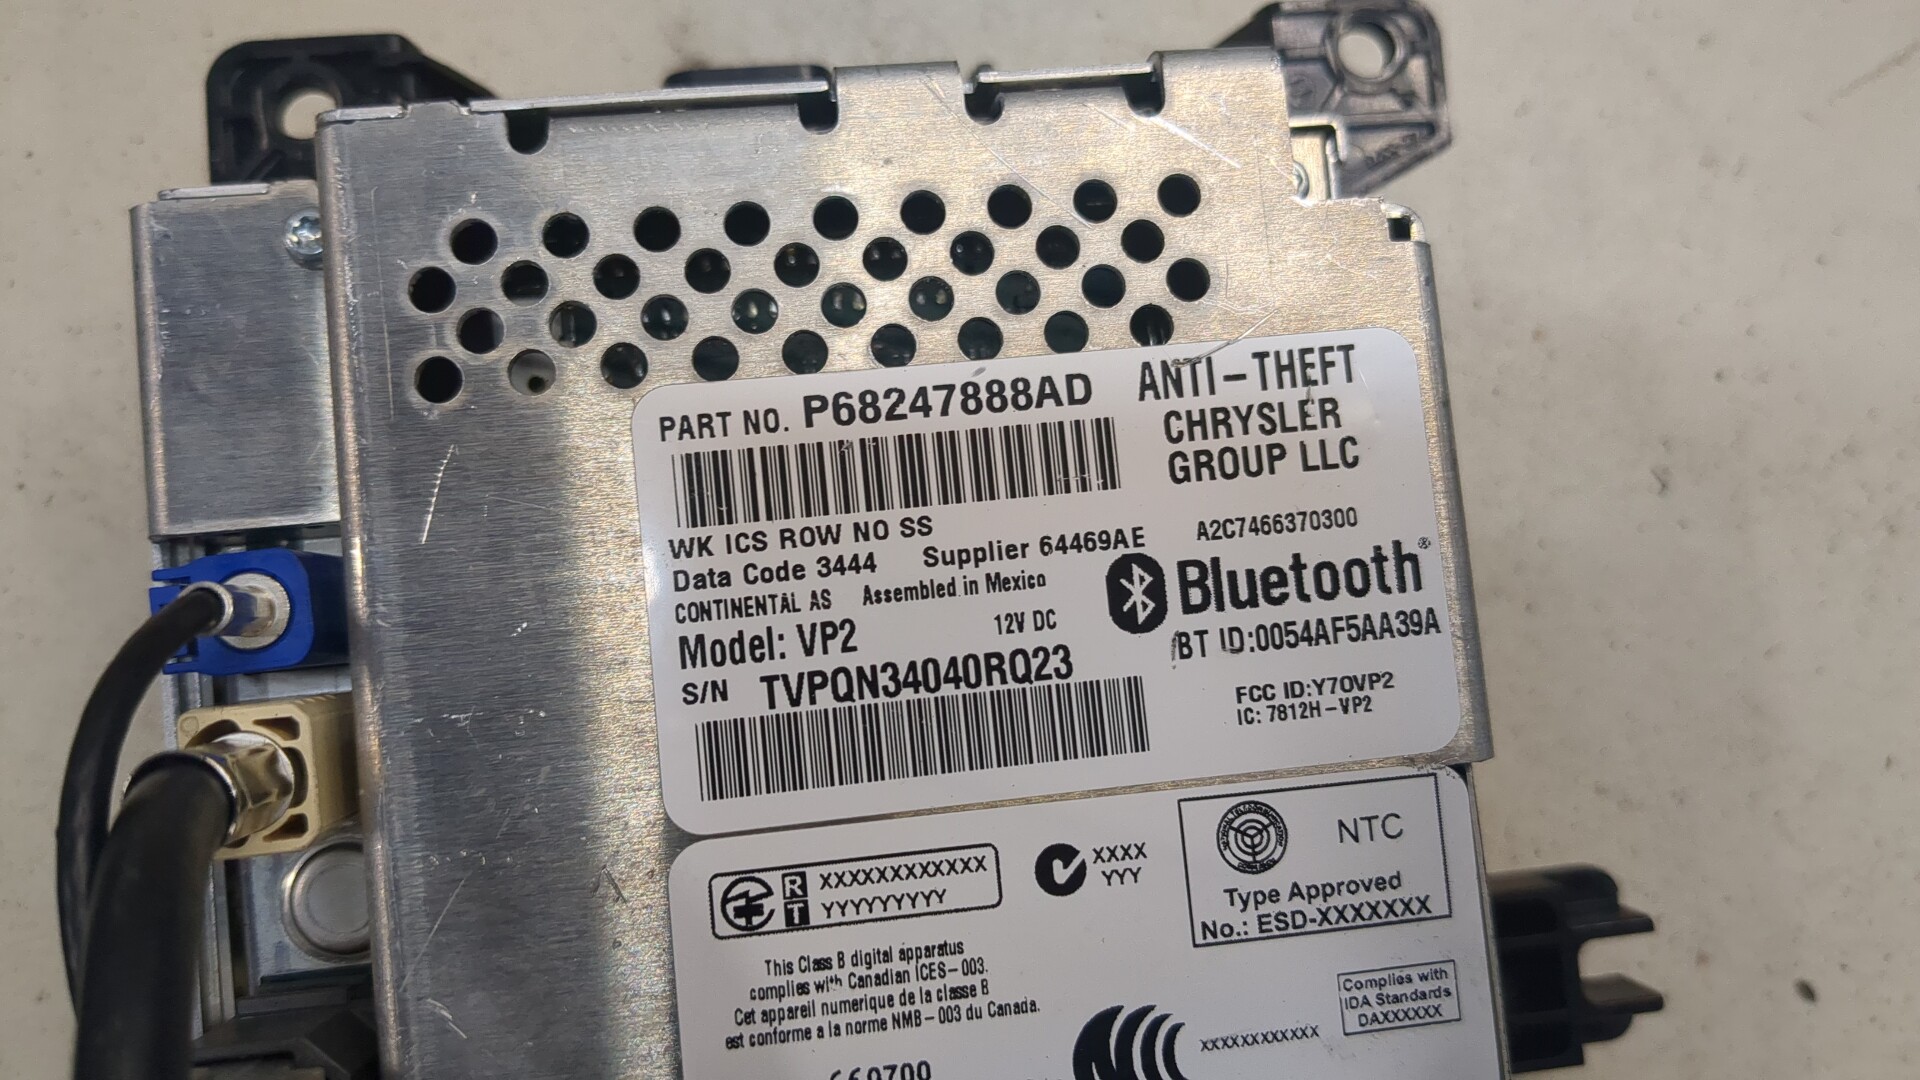 PART NO. P68247888AD
ANTI-THEFT
CHRYSLER
GROUP LLC
WK ICS ROW NO SS
Data Code 3444 Supplier 64469AE
A2C7466370300
CONTINENTAL AS Assembled in Mexico
Bluetooth®
Model: VP2 12V DC
BT ID:0054AF5AA39A
S/N TVPQN34040RQ23
FCC ID:Y7OVP2
IC: 7812H-VP2
R XXXXXXXXXXXX
T YYYYYYYYY
XXXX
YYY
NTC
Type Approved
No.: ESD-XXXXXXX
This Class B digital apparatus
complies with Canadian ICES-003.
Cet appareil numerique de la classe B
est conforme a la norme NMB-003 du Canada.
Complies with
IDA Standards
DAXXXXXX
XXXXXXXXXXXX